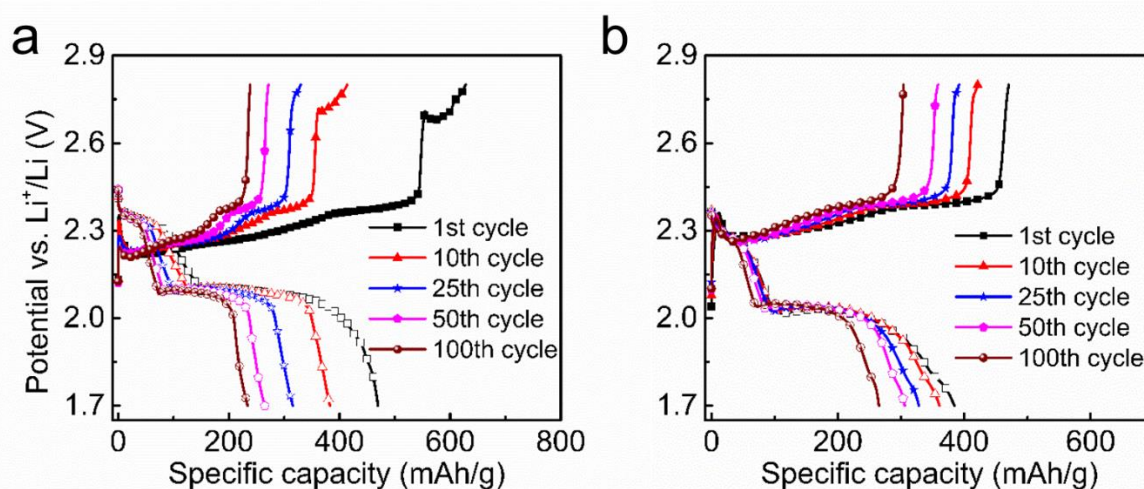 a
b
2.9
2.6
2.3
2.0
1.7
Potential vs. Li⁺/Li (V)
1st cycle
10th cycle
25th cycle
50th cycle
100th cycle
0 200 400 600 800
Specific capacity (mAh/g)
2.9
2.6
2.3
2.0
1.7
1st cycle
10th cycle
25th cycle
50th cycle
100th cycle
0 200 400 600
Specific capacity (mAh/g)